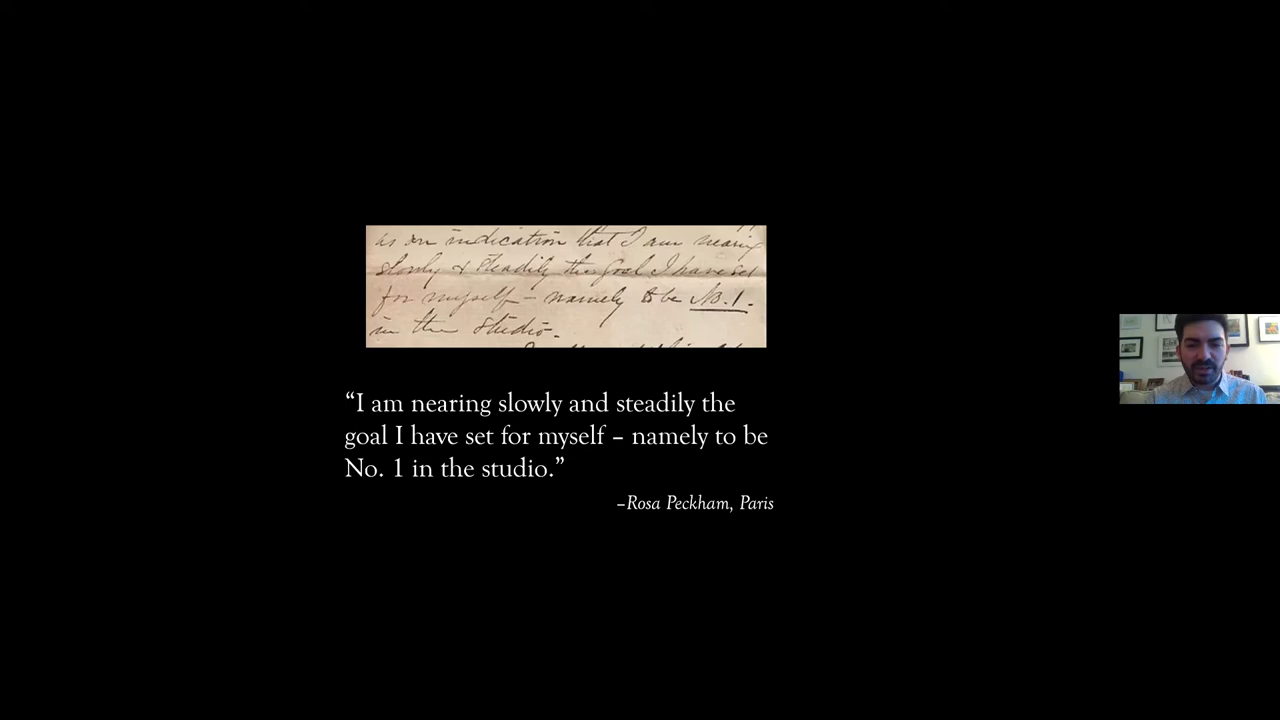 as an indication that I am nearing
slowly & steadily the goal I have set
for myself – namely to be No. 1.
in the studio.
“I am nearing slowly and steadily the
goal I have set for myself – namely to be
No. 1 in the studio.”
–Rosa Peckham, Paris